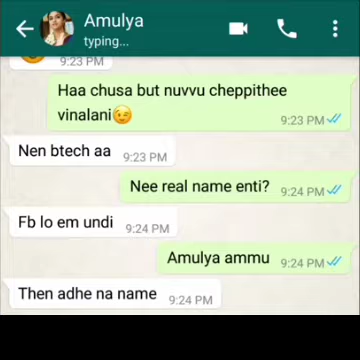 Amulya
typing...
9:23 PM
Haa chusa but nuvvu cheppithee
vinalani😉
9:23 PM
Nen btech aa
9:23 PM
Nee real name enti?
9:24 PM
Fb lo em undi
9:24 PM
Amulya ammu
9:24 PM
Then adhe na name
9:24 PM